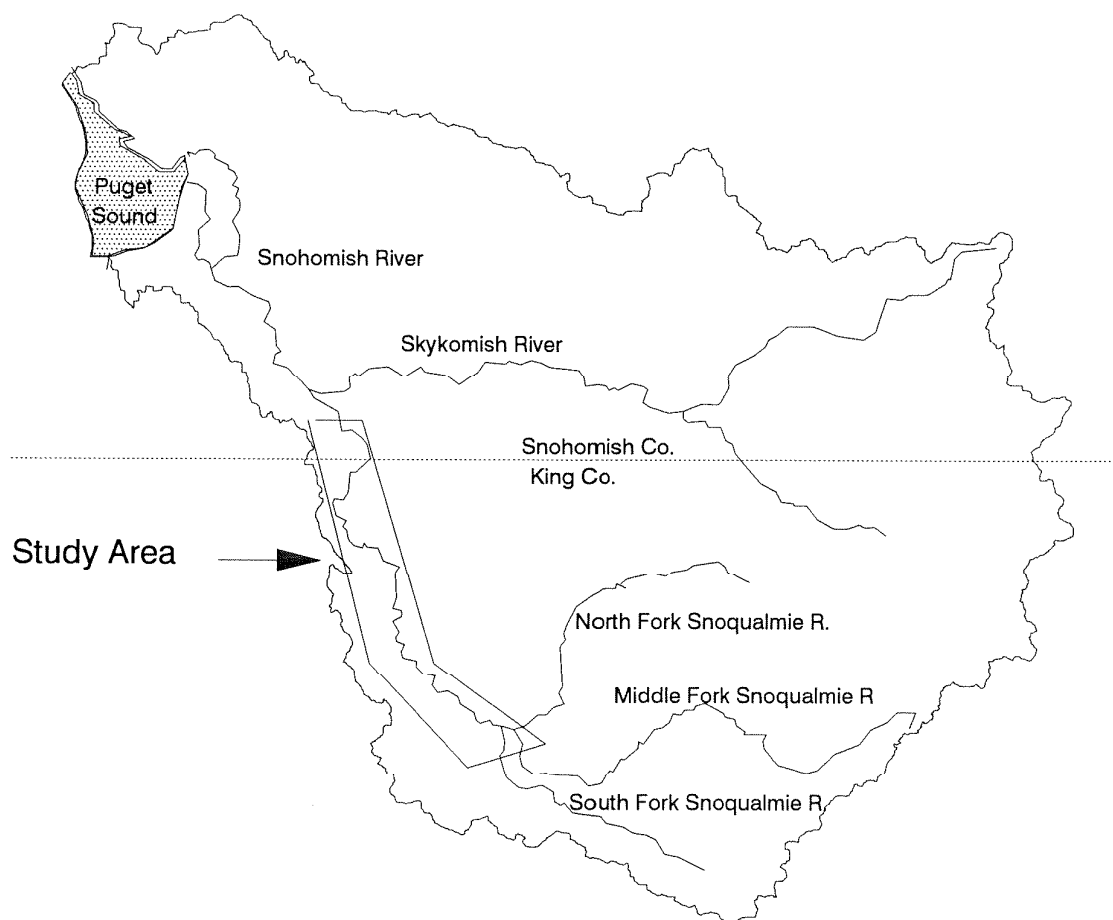 Puget
Sound
Snohomish River
Skykomish River
Snohomish Co.
King Co.
Study Area
North Fork Snoqualmie R.
Middle Fork Snoqualmie R
South Fork Snoqualmie R.